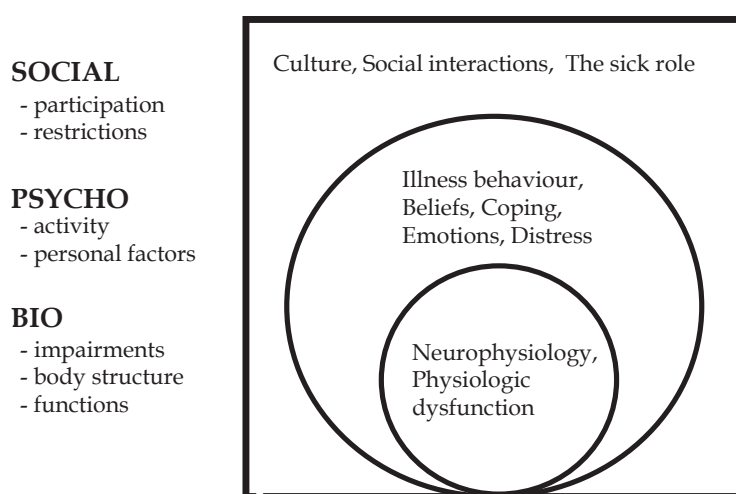 SOCIAL
- participation
- restrictions
PSYCHO
- activity
- personal factors
BIO
- impairments
- body structure
- functions
Culture, Social interactions, The sick role
Illness behaviour,
Beliefs, Coping,
Emotions, Distress
Neurophysiology,
Physiologic
dysfunction